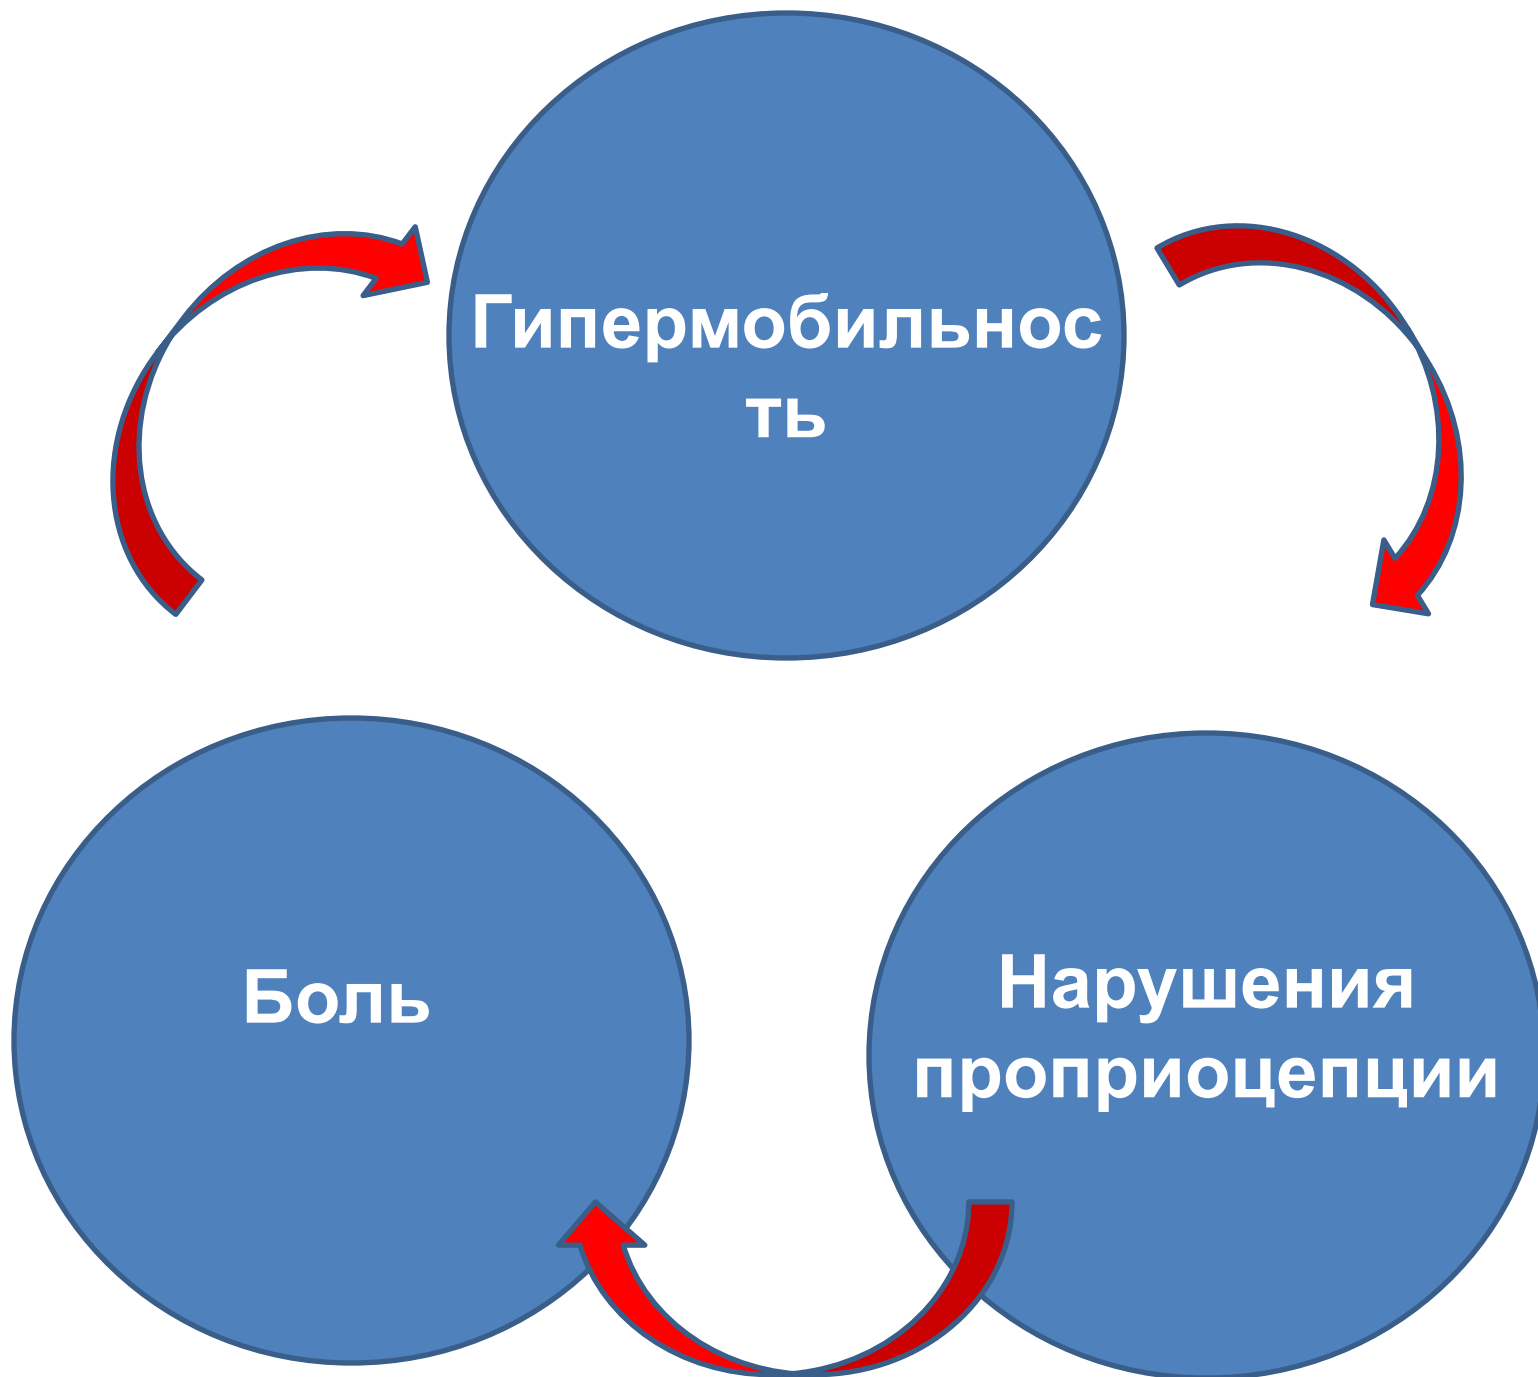 Гипермобильнос
ть
Боль
Нарушения
проприоцепции